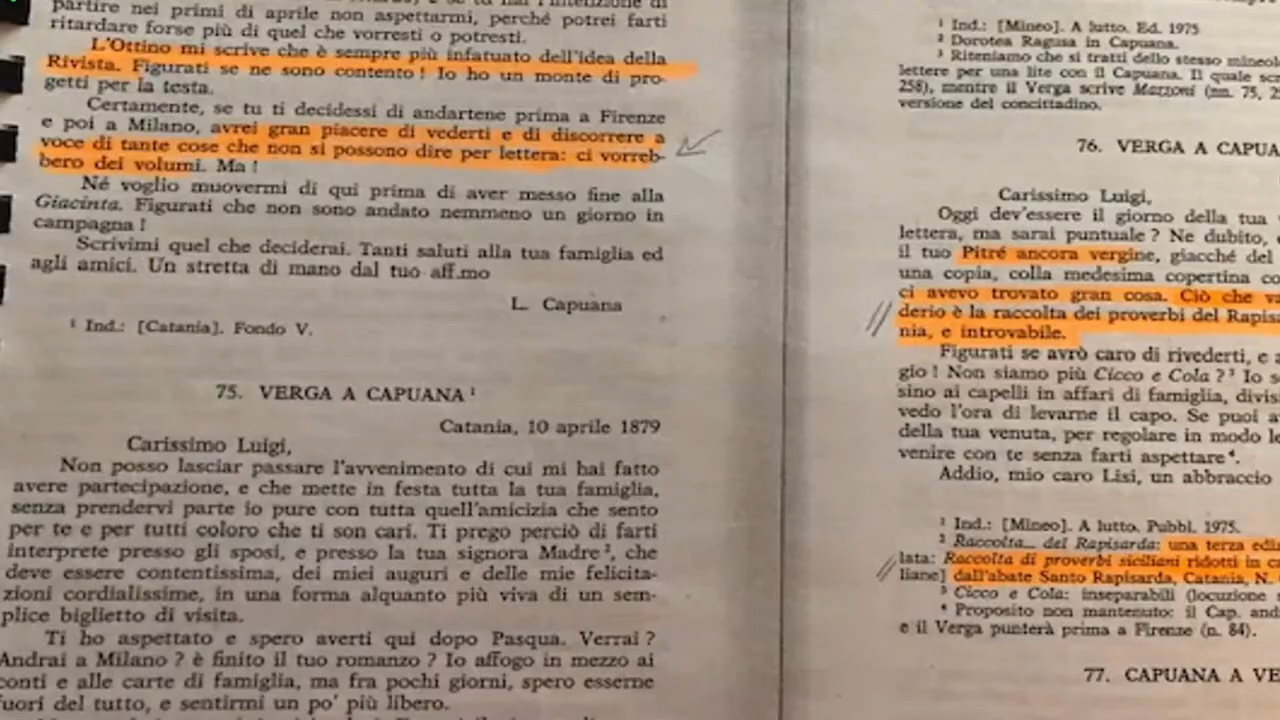 partire nei primi di aprile non aspettarmi, perché potrei farti
ritardare forse più di quel che vorresti o potresti.
L'Ottino mi scrive che è sempre più infatuato dell'idea della
Rivista. Figurati se ne sono contento! Io ho un monte di pro-
getti per la testa.
Certamente, se tu ti decidessi di andartene prima a Firenze
e poi a Milano, avrei gran piacere di vederti e di discorrere a
voce di tante cose che non si possono dire per lettera: ci vorreb-
bero dei volumi. Ma!
Né voglio muovermi di qui prima di aver messo fine alla
Giacinta. Figurati che non sono andato nemmeno un giorno in
campagna!
Scrivimi quel che deciderai. Tanti saluti alla tua famiglia ed
agli amici. Un stretta di mano dal tuo aff.mo
L. Capuana
¹ Ind.: [Catania]. Fondo V.
75. VERGA A CAPUANA ¹
Catania, 10 aprile 1879
Carissimo Luigi,
Non posso lasciar passare l'avvenimento di cui mi hai fatto
avere partecipazione, e che mette in festa tutta la tua famiglia,
senza prendervi parte io pure con tutta quell'amicizia che sento
per te e per tutti coloro che ti son cari. Ti prego perciò di farti
interprete presso gli sposi, e presso la tua signora Madre ², che
deve essere contentissima, dei miei auguri e delle mie felicita-
zioni cordialissime, in una forma alquanto più viva di un sem-
plice biglietto di visita.
Ti ho aspettato e spero averti qui dopo Pasqua. Verrai?
Andrai a Milano? è finito il tuo romanzo? Io affogo in mezzo ai
conti e alle carte di famiglia, ma fra pochi giorni, spero esserne
fuori del tutto, e sentirmi un po' più libero.
¹ Ind.: [Mineo]. A lutto. Ed. 1975
² Dorotea Ragusa in Capuana.
³ Riteniamo che si tratti dello stesso
lettere per una lite con il Capuana. Il quale
258), mentre il Verga scrive Mazzoni (nn. 75,
versione del concittadino.
76. VERGA A
Carissimo Luigi,
Oggi dev'essere il giorno della tua
lettera, ma sarai puntuale? Ne dubito,
il tuo Pitré ancora vergine, giacché del
una copia, colla medesima copertina
ci avevo trovato gran cosa. Ciò che
derio è la raccolta dei proverbi del
nia, e introvabile.
Figurati se avrò caro di rivederti, e
gio! Non siamo più Cicco e Cola? ³ Io
sino ai capelli in affari di famiglia,
vedo l'ora di levarne il capo. Se puoi
della tua venuta, per regolare in modo
venire con te senza farti aspettare ⁴.
Addio, mio caro Lisi, un abbraccio
¹ Ind.: [Mineo]. A lutto. Pubbl. 1975.
² Raccolta... del Rapisarda: una terza
lata: Raccolta di proverbi siciliani ridotti in
liane] dall'abate Santo Rapisarda, Catania, N.
³ Cicco e Cola: inseparabili (locuzione
⁴ Proposito non mantenuto: il Cap.
e il Verga punterà prima a Firenze (n. 84).
77. CAPUANA A